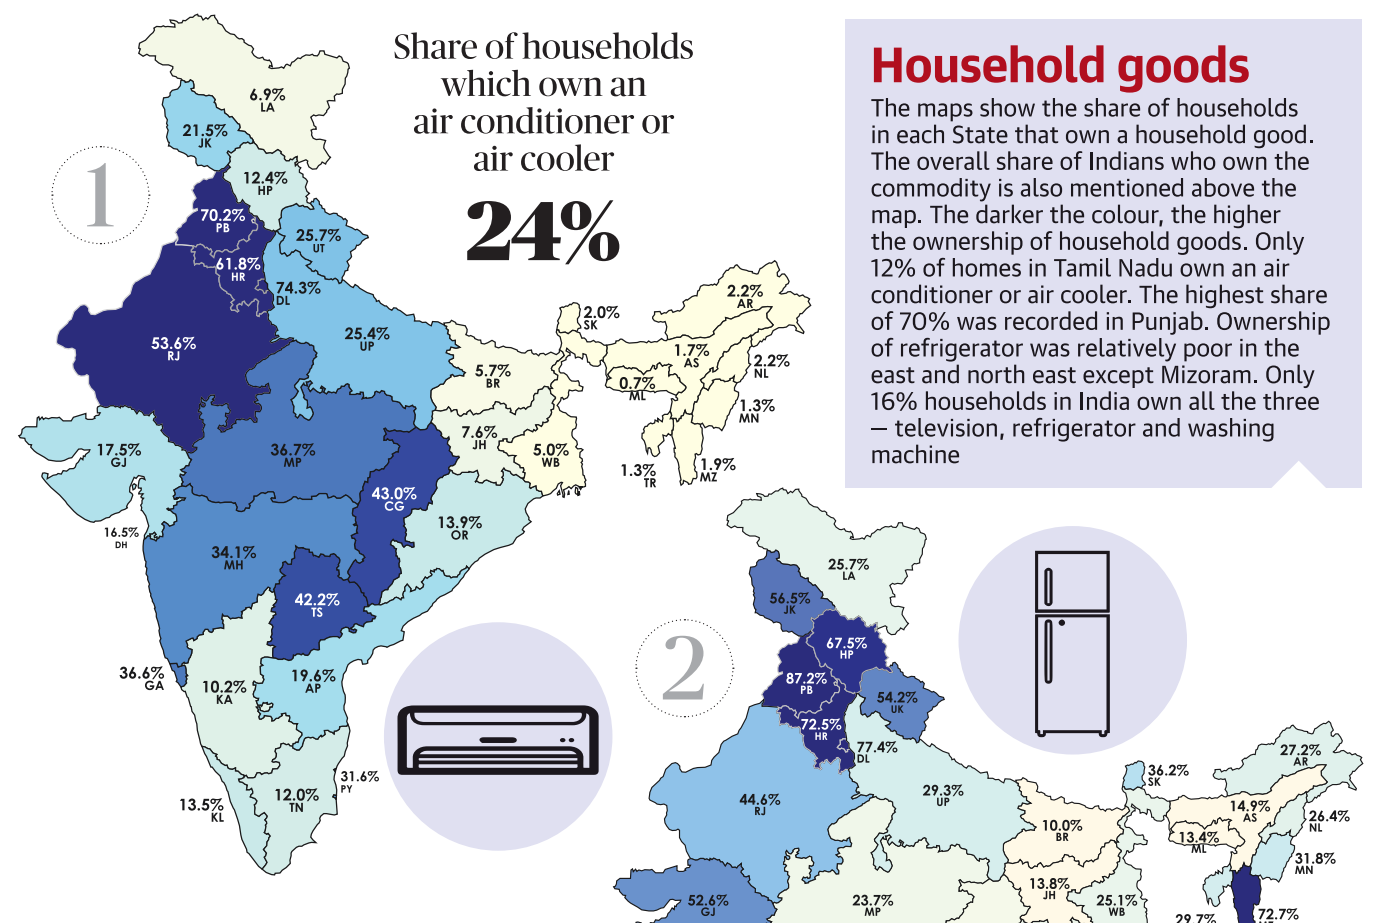 Share of households
which own an
air conditioner or
air cooler
24%
1
6.9%
LA
21.5%
JK
12.4%
HP
70.2%
PB
25.7%
UT
61.8%
HR
74.3%
DL
53.6%
RJ
25.4%
UP
2.0%
SK
2.2%
AR
1.7%
AS
2.2%
NL
0.7%
ML
1.3%
MN
1.3%
TR
1.9%
MZ
5.7%
BR
7.6%
JH
5.0%
WB
17.5%
GJ
36.7%
MP
43.0%
CG
13.9%
OR
16.5%
DH
34.1%
MH
42.2%
TS
36.6%
GA
10.2%
KA
19.6%
AP
31.6%
PY
13.5%
KL
12.0%
TN
Household goods
The maps show the share of households
in each State that own a household good.
The overall share of Indians who own the
commodity is also mentioned above the
map. The darker the colour, the higher
the ownership of household goods. Only
12% of homes in Tamil Nadu own an air
conditioner or air cooler. The highest share
of 70% was recorded in Punjab. Ownership
of refrigerator was relatively poor in the
east and north east except Mizoram. Only
16% households in India own all the three
— television, refrigerator and washing
machine
2
25.7%
LA
56.5%
JK
67.5%
HP
87.2%
PB
54.2%
UK
72.5%
HR
77.4%
DL
44.6%
RJ
29.3%
UP
36.2%
SK
27.2%
AR
14.9%
AS
26.4%
NL
13.4%
ML
31.8%
MN
10.0%
BR
13.8%
JH
25.1%
WB
52.6%
GJ
23.7%
MP
29.7%
72.7%